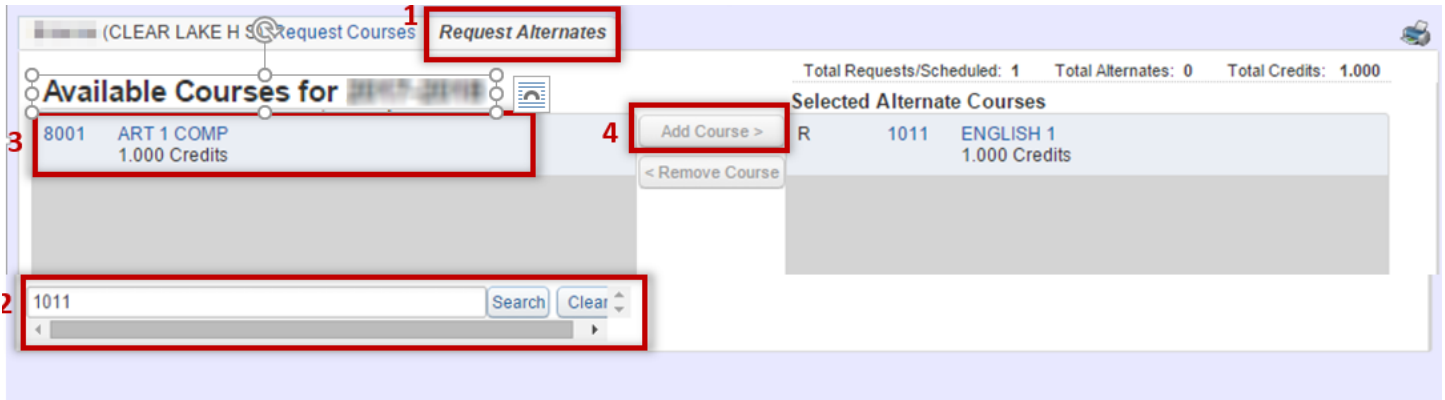 1
(CLEAR LAKE H S Request Courses Request Alternates
Total Requests/Scheduled: 1 Total Alternates: 0 Total Credits: 1.000
Available Courses for
Selected Alternate Courses
3
8001 ART 1 COMP
1.000 Credits
4
Add Course >
< Remove Course
R 1011 ENGLISH 1
1.000 Credits
2
1011 Search Clear